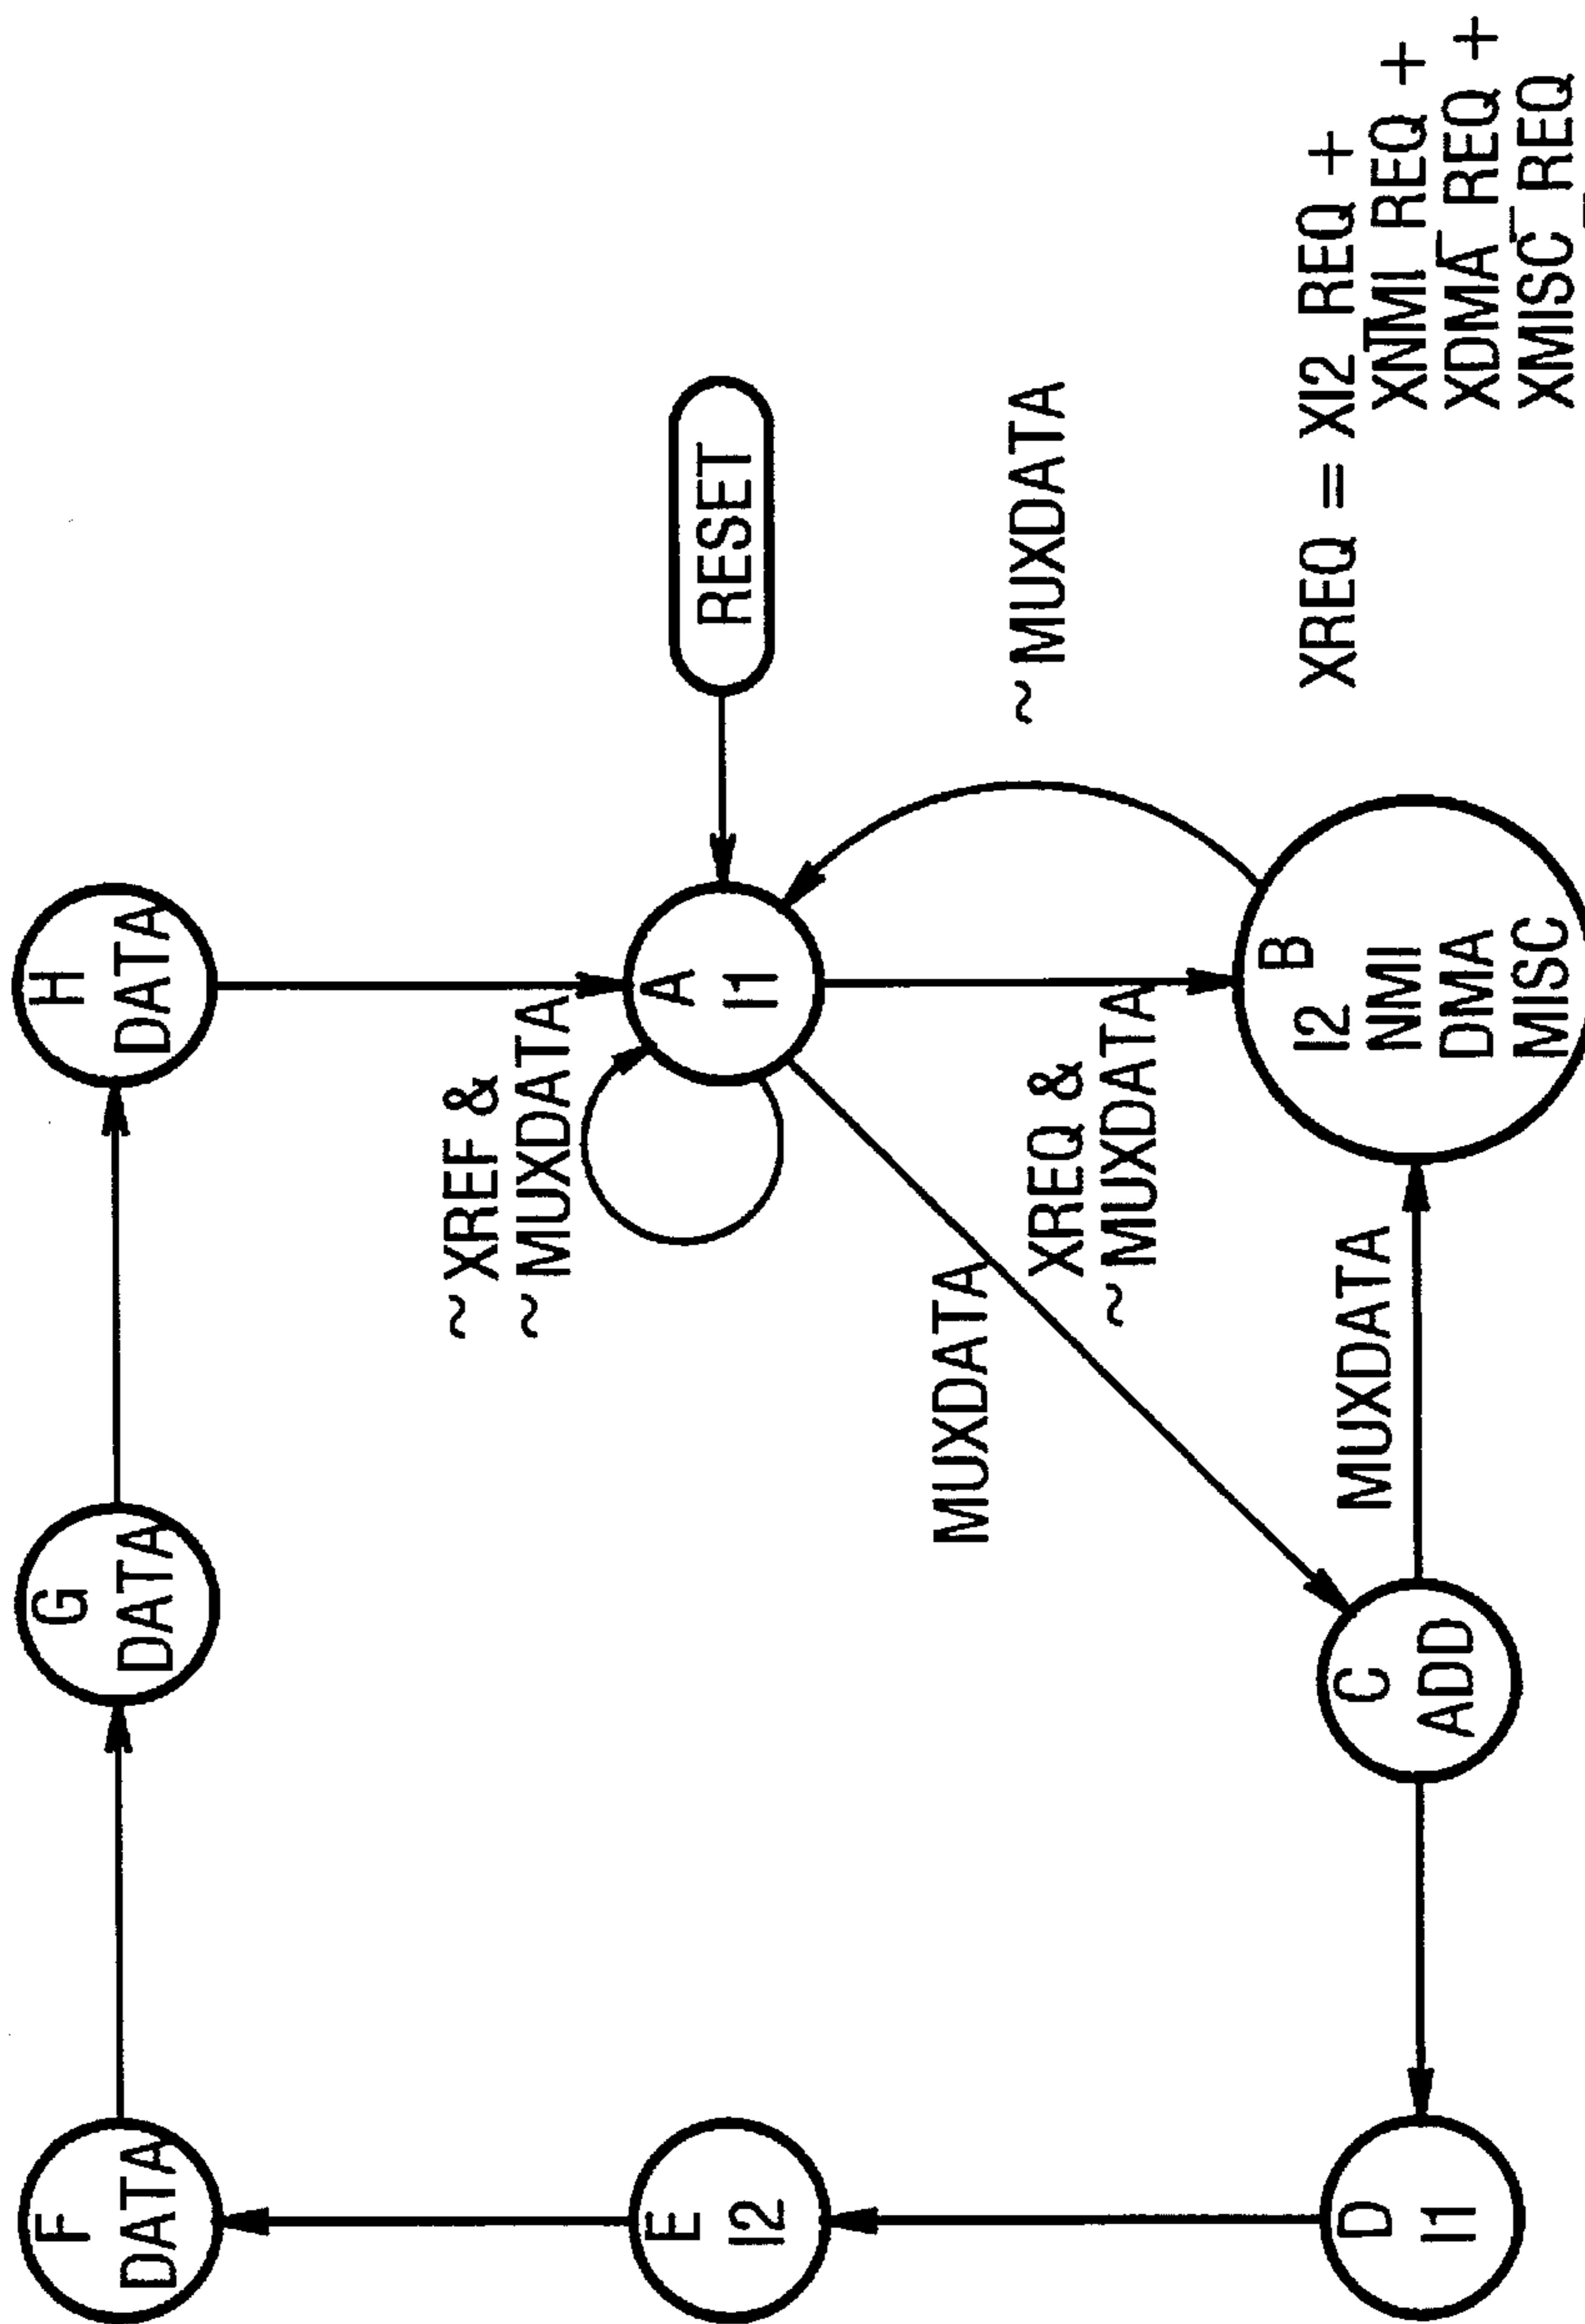 F
DATA
G
DATA
H
DATA
~ XREF &
~ MUXDATA
E
I2
A
I1
RESET
MUXDATA
XREQ &
~ MUXDATA
~ MUXDATA
D
I1
C
ADD
MUXDATA
B
I2
NMI
DMA
MISC
XREQ = XI2_REQ +
XNMI_REQ +
XDMA_REQ +
XMISC_REQ